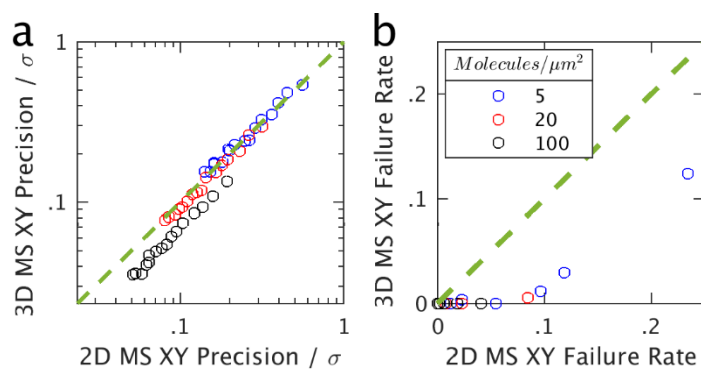 a
1
.1
.1
1
3D MS XY Precision / σ
2D MS XY Precision / σ
b
.2
.1
0
0
.1
.2
3D MS XY Failure Rate
2D MS XY Failure Rate
Molecules/μm²
5
20
100